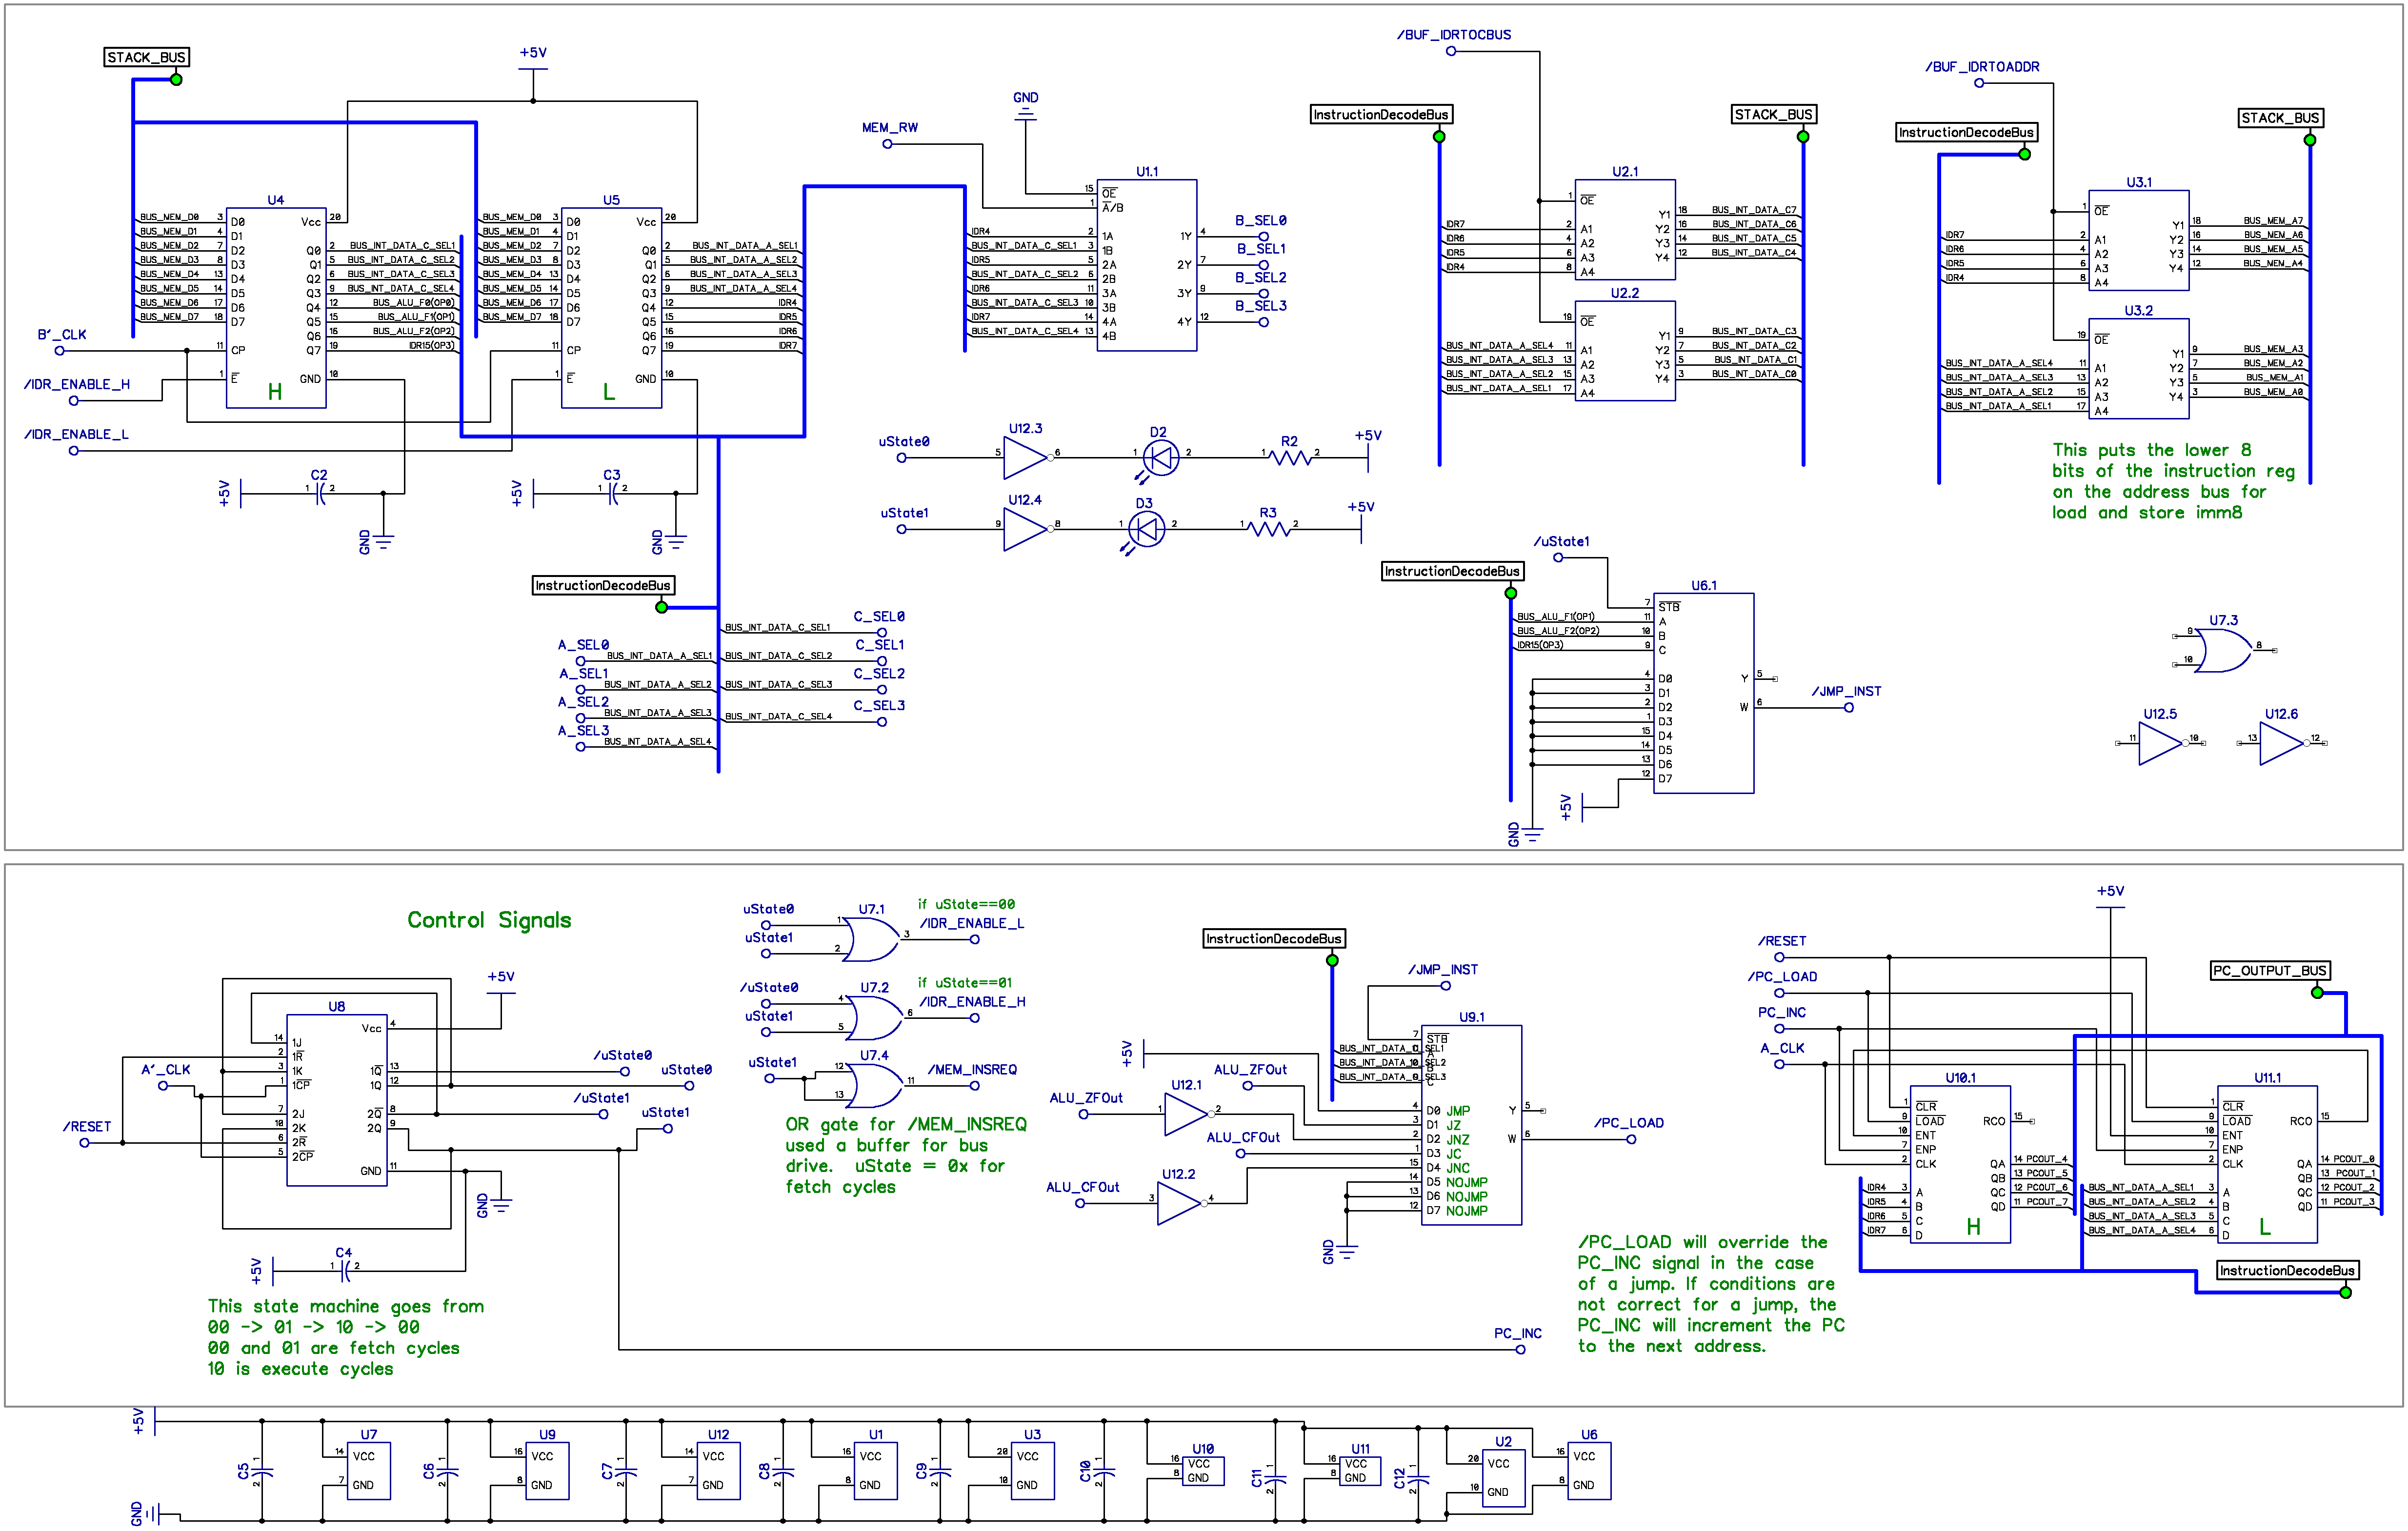 STACK_BUS
+5V
U4
BUS_MEM_D0 3 D0
BUS_MEM_D1 4 D1
BUS_MEM_D2 7 D2
BUS_MEM_D3 8 D3
BUS_MEM_D4 13 D4
BUS_MEM_D5 14 D5
BUS_MEM_D6 17 D6
BUS_MEM_D7 18 D7
11 CP
1 E
Vcc 20
Q0 2 BUS_INT_DATA_C_SEL1
Q1 5 BUS_INT_DATA_C_SEL2
Q2 6 BUS_INT_DATA_C_SEL3
Q3 9 BUS_INT_DATA_C_SEL4
Q4 12 BUS_ALU_F0(OP0)
Q5 15 BUS_ALU_F1(OP1)
Q6 16 BUS_ALU_F2(OP2)
Q7 19 IDR15(OP3)
GND 10
H
B'_CLK
/IDR_ENABLE_H
/IDR_ENABLE_L
+5V
1 C2 2
GND
U5
BUS_MEM_D0 3 D0
BUS_MEM_D1 4 D1
BUS_MEM_D2 7 D2
BUS_MEM_D3 8 D3
BUS_MEM_D4 13 D4
BUS_MEM_D5 14 D5
BUS_MEM_D6 17 D6
BUS_MEM_D7 18 D7
11 CP
1 E
Vcc 20
Q0 2 BUS_INT_DATA_A_SEL1
Q1 5 BUS_INT_DATA_A_SEL2
Q2 6 BUS_INT_DATA_A_SEL3
Q3 9 BUS_INT_DATA_A_SEL4
Q4 12 IDR4
Q5 15 IDR5
Q6 16 IDR6
Q7 19 IDR7
GND 10
L
+5V
1 C3 2
GND
MEM_RW
GND
U1.1
15 OE
1 A/B
IDR4 2 1A
BUS_INT_DATA_C_SEL1 3 1B
IDR5 5 2A
BUS_INT_DATA_C_SEL2 6 2B
IDR6 11 3A
BUS_INT_DATA_C_SEL3 10 3B
IDR7 14 4A
BUS_INT_DATA_C_SEL4 13 4B
1Y 4 B_SEL0
2Y 7 B_SEL1
3Y 9 B_SEL2
4Y 12 B_SEL3
/BUF_IDRTOCBUS
InstructionDecodeBus
STACK_BUS
U2.1
1 OE
IDR7 2 A1
IDR6 4 A2
IDR5 6 A3
IDR4 8 A4
Y1 18 BUS_INT_DATA_C7
Y2 16 BUS_INT_DATA_C6
Y3 14 BUS_INT_DATA_C5
Y4 12 BUS_INT_DATA_C4
U2.2
19 OE
BUS_INT_DATA_A_SEL4 11 A1
BUS_INT_DATA_A_SEL3 13 A2
BUS_INT_DATA_A_SEL2 15 A3
BUS_INT_DATA_A_SEL1 17 A4
Y1 9 BUS_INT_DATA_C3
Y2 7 BUS_INT_DATA_C2
Y3 5 BUS_INT_DATA_C1
Y4 3 BUS_INT_DATA_C0
/BUF_IDRTOADDR
InstructionDecodeBus
STACK_BUS
U3.1
1 OE
IDR7 2 A1
IDR6 4 A2
IDR5 6 A3
IDR4 8 A4
Y1 18 BUS_MEM_A7
Y2 16 BUS_MEM_A6
Y3 14 BUS_MEM_A5
Y4 12 BUS_MEM_A4
U3.2
19 OE
BUS_INT_DATA_A_SEL4 11 A1
BUS_INT_DATA_A_SEL3 13 A2
BUS_INT_DATA_A_SEL2 15 A3
BUS_INT_DATA_A_SEL1 17 A4
Y1 9 BUS_MEM_A3
Y2 7 BUS_MEM_A2
Y3 5 BUS_MEM_A1
Y4 3 BUS_MEM_A0
This puts the lower 8
bits of the instruction reg
on the address bus for
load and store imm8
uState0 5 U12.3 6 1 D2 2 1 R2 2 +5V
uState1 9 U12.4 8 1 D3 2 1 R3 2 +5V
InstructionDecodeBus
A_SEL0 BUS_INT_DATA_A_SEL1
A_SEL1 BUS_INT_DATA_A_SEL2
A_SEL2 BUS_INT_DATA_A_SEL3
A_SEL3 BUS_INT_DATA_A_SEL4
BUS_INT_DATA_C_SEL1 C_SEL0
BUS_INT_DATA_C_SEL2 C_SEL1
BUS_INT_DATA_C_SEL3 C_SEL2
BUS_INT_DATA_C_SEL4 C_SEL3
/uState1
InstructionDecodeBus
U6.1
7 STB
BUS_ALU_F1(OP1) 11 A
BUS_ALU_F2(OP2) 10 B
IDR15(OP3) 9 C
4 D0
3 D1
2 D2
1 D3
15 D4
14 D5
13 D6
12 D7
Y 5
W 6 /JMP_INST
+5V
GND
9 10 U7.3 8
11 U12.5 10
13 U12.6 12
Control Signals
U8
14 1J
2 1R
3 1K
1 1CP
7 2J
10 2K
6 2R
5 2CP
Vcc 4
1Q 13
1Q 12
2Q 8
2Q 9
GND 11
+5V
/uState0
uState0
/uState1
uState1
A'_CLK
/RESET
GND
+5V
1 C4 2
This state machine goes from
00 -> 01 -> 10 -> 00
00 and 01 are fetch cycles
10 is execute cycles
if uState==00
uState0 1 U7.1 3 /IDR_ENABLE_L
uState1 2
if uState==01
/uState0 4 U7.2 6 /IDR_ENABLE_H
uState1 5
uState1 12 13 U7.4 11 /MEM_INSREQ
OR gate for /MEM_INSREQ
used a buffer for bus
drive. uState = 0x for
fetch cycles
InstructionDecodeBus
/JMP_INST
U9.1
7 STB
BUS_INT_DATA_A_SEL1
BUS_INT_DATA_A_SEL2
BUS_INT_DATA_A_SEL3
+5V
ALU_ZFOut
ALU_ZFOut 1 U12.1 2
ALU_CFOut
ALU_CFOut 3 U12.2 4
4 D0 JMP
3 D1 JZ
2 D2 JNZ
1 D3 JC
15 D4 JNC
14 D5 NOJMP
13 D6 NOJMP
12 D7 NOJMP
Y 5
W 6 /PC_LOAD
GND
PC_INC
/PC_LOAD will override the
PC_INC signal in the case
of a jump. If conditions are
not correct for a jump, the
PC_INC will increment the PC
to the next address.
+5V
/RESET
/PC_LOAD
PC_INC
A_CLK
PC_OUTPUT_BUS
U10.1
1 CLR
9 LOAD
10 ENT
7 ENP
2 CLK
IDR4 3 A
IDR5 4 B
IDR6 5 C
IDR7 6 D
RCO 15
QA 14 PCOUT_4
QB 13 PCOUT_5
QC 12 PCOUT_6
QD 11 PCOUT_7
H
U11.1
1 CLR
9 LOAD
10 ENT
7 ENP
2 CLK
BUS_INT_DATA_A_SEL1 3 A
BUS_INT_DATA_A_SEL2 4 B
BUS_INT_DATA_A_SEL3 5 C
BUS_INT_DATA_A_SEL4 6 D
RCO 15
QA 14 PCOUT_0
QB 13 PCOUT_1
QC 12 PCOUT_2
QD 11 PCOUT_3
L
InstructionDecodeBus
+5V
GND
C5 1 2
U7 14 VCC 7 GND
C6 1 2
U9 16 VCC 8 GND
C7 1 2
U12 14 VCC 7 GND
C8 1 2
U1 16 VCC 8 GND
C9 1 2
U3 20 VCC 10 GND
C10 1 2
U10 16 VCC 8 GND
C11 1 2
U11 16 VCC 8 GND
C12 1 2
U2 20 VCC 10 GND
U6 16 VCC 8 GND